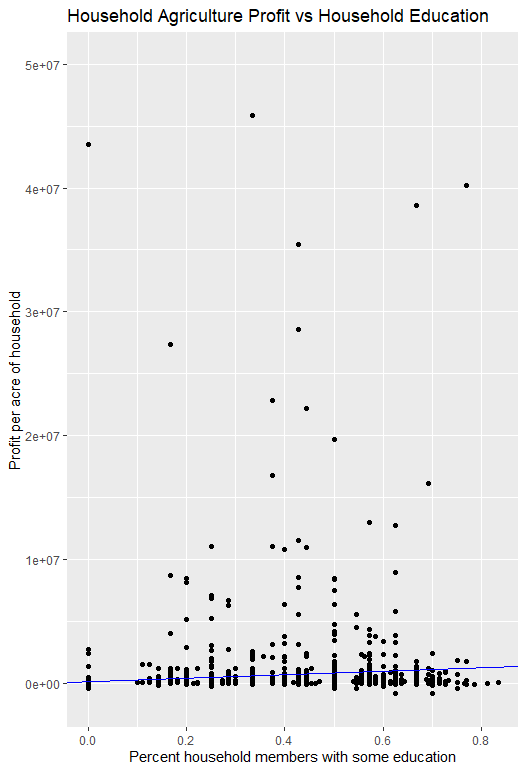 Household Agriculture Profit vs Household Education
5e+07
4e+07
3e+07
2e+07
1e+07
0e+00
Profit per acre of household
0.0 0.2 0.4 0.6 0.8
Percent household members with some education